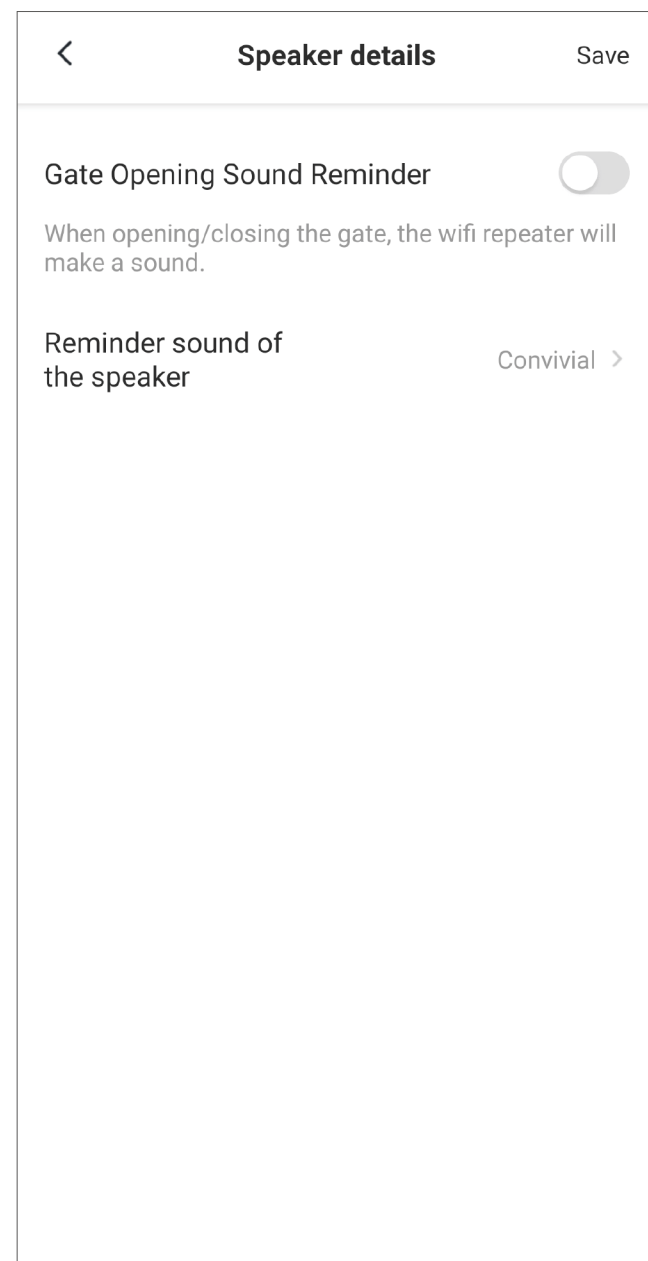 Speaker details
Save
Gate Opening Sound Reminder
When opening/closing the gate, the wifi repeater will
make a sound.
Reminder sound of
the speaker
Convivial